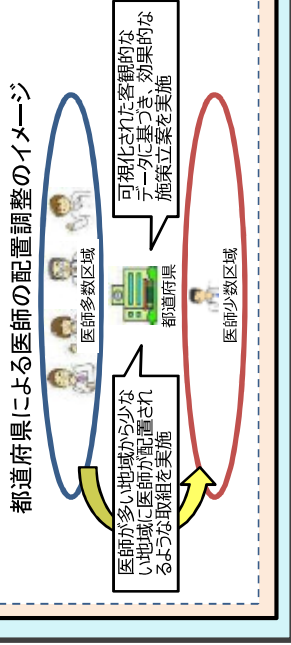 都道府県による医師の配置調整のイメージ
医師多数区域
医師が多い地域から少な
い地域に医師が配置され
るような取組を実施
都道府県
可視化された客観的な
データに基づき、効果的な
施策立案を実施
医師少数区域